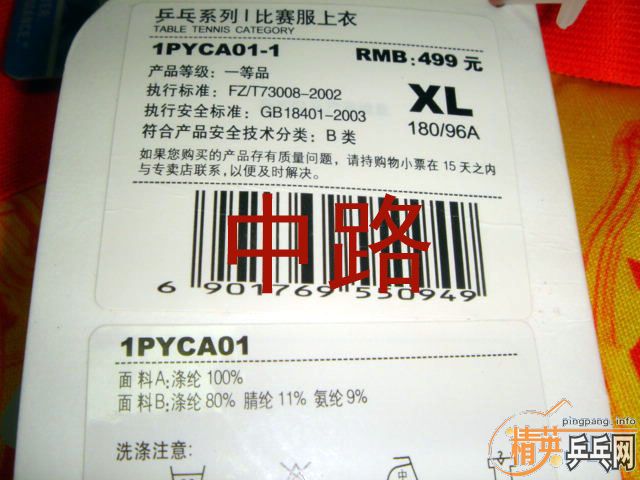 乒乓系列 | 比赛服上衣
TABLE TENNIS CATEGORY
1PYCA01-1 RMB: 499 元
产品等级: 一等品
执行标准: FZ/T73008-2002
XL
执行安全标准: GB18401-2003
180/96A
符合产品安全技术分类: B 类
如果您购买的产品存有质量问题，请持购物小票在 15 天之内
与专卖店联系，以便及时解决。
中路
6 901769 550949
1PYCA01
面料A:涤纶 100%
面料B:涤纶 80% 腈纶 11% 氨纶 9%
洗涤注意:
中
pingpang.info
精英乒乓网